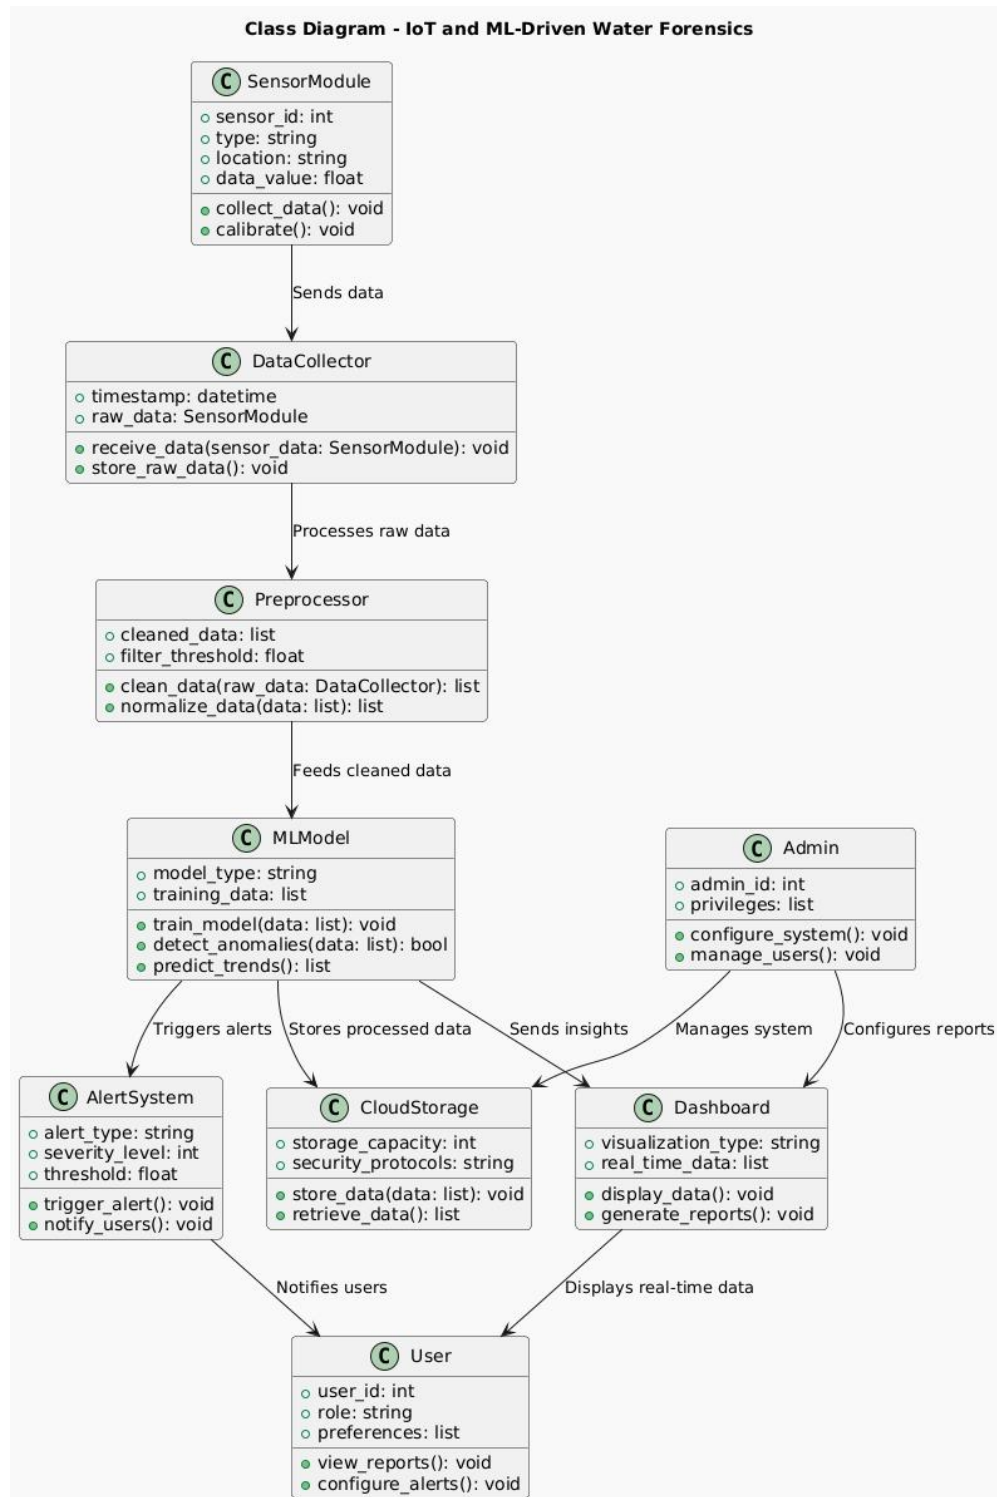 Class Diagram - IoT and ML-Driven Water Forensics
C SensorModule
sensor_id: int
type: string
location: string
data_value: float
collect_data(): void
calibrate(): void
Sends data
C DataCollector
timestamp: datetime
raw_data: SensorModule
receive_data(sensor_data: SensorModule): void
store_raw_data(): void
Processes raw data
C Preprocessor
cleaned_data: list
filter_threshold: float
clean_data(raw_data: DataCollector): list
normalize_data(data: list): list
Feeds cleaned data
C MLModel
model_type: string
training_data: list
train_model(data: list): void
detect_anomalies(data: list): bool
predict_trends(): list
C Admin
admin_id: int
privileges: list
configure_system(): void
manage_users(): void
Triggers alerts
Stores processed data
Sends insights
Manages system
Configures reports
C AlertSystem
alert_type: string
severity_level: int
threshold: float
trigger_alert(): void
notify_users(): void
C CloudStorage
storage_capacity: int
security_protocols: string
store_data(data: list): void
retrieve_data(): list
C Dashboard
visualization_type: string
real_time_data: list
display_data(): void
generate_reports(): void
Notifies users
Displays real-time data
C User
user_id: int
role: string
preferences: list
view_reports(): void
configure_alerts(): void